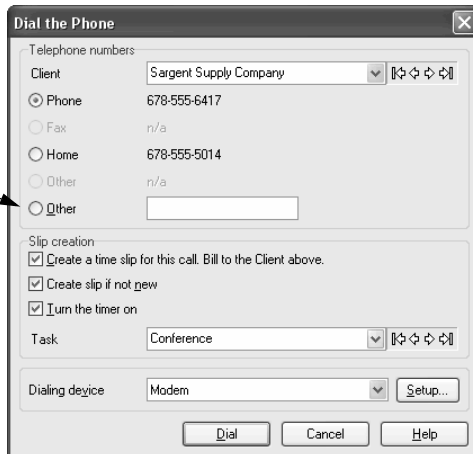 Dial the Phone
Telephone numbers
Client Sargent Supply Company
Phone 678-555-6417
Fax n/a
Home 678-555-5014
Other n/a
Other
Slip creation
Create a time slip for this call. Bill to the Client above.
Create slip if not new
Turn the timer on
Task Conference
Dialing device Modem Setup...
Dial Cancel Help